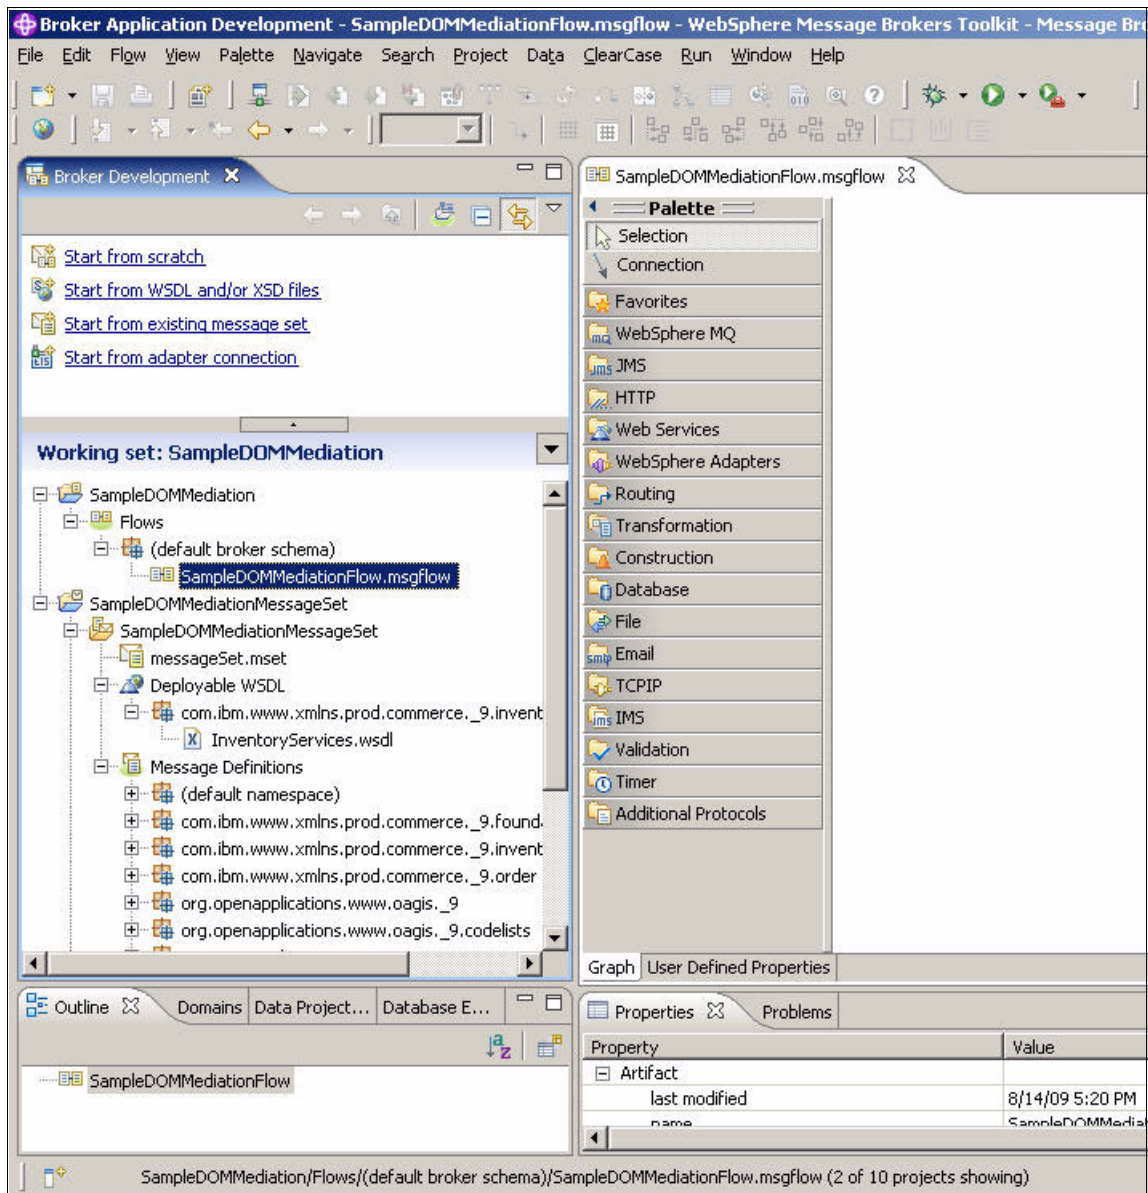 Broker Application Development - SampleDOMMediationFlow.msgflow - WebSphere Message Brokers Toolkit - Message Bro
File Edit Flow View Palette Navigate Search Project Data ClearCase Run Window Help
Broker Development
Start from scratch
Start from WSDL and/or XSD files
Start from existing message set
Start from adapter connection
Working set: SampleDOMMediation
SampleDOMMediation
Flows
(default broker schema)
SampleDOMMediationFlow.msgflow
SampleDOMMediationMessageSet
SampleDOMMediationMessageSet
messageSet.mset
Deployable WSDL
com.ibm.www.xmlns.prod.commerce._9.invent
InventoryServices.wsdl
Message Definitions
(default namespace)
com.ibm.www.xmlns.prod.commerce._9.found
com.ibm.www.xmlns.prod.commerce._9.invent
com.ibm.www.xmlns.prod.commerce._9.order
org.openapplications.www.oagis._9
org.openapplications.www.oagis._9.codelists
SampleDOMMediationFlow.msgflow
Palette
Selection
Connection
Favorites
WebSphere MQ
JMS
HTTP
Web Services
WebSphere Adapters
Routing
Transformation
Construction
Database
File
Email
TCPIP
IMS
Validation
Timer
Additional Protocols
Graph User Defined Properties
Outline Domains Data Project... Database E...
SampleDOMMediationFlow
Properties Problems
Property Value
Artifact
last modified 8/14/09 5:20 PM
name SampleDOMMediat
SampleDOMMediation/Flows/(default broker schema)/SampleDOMMediationFlow.msgflow (2 of 10 projects showing)